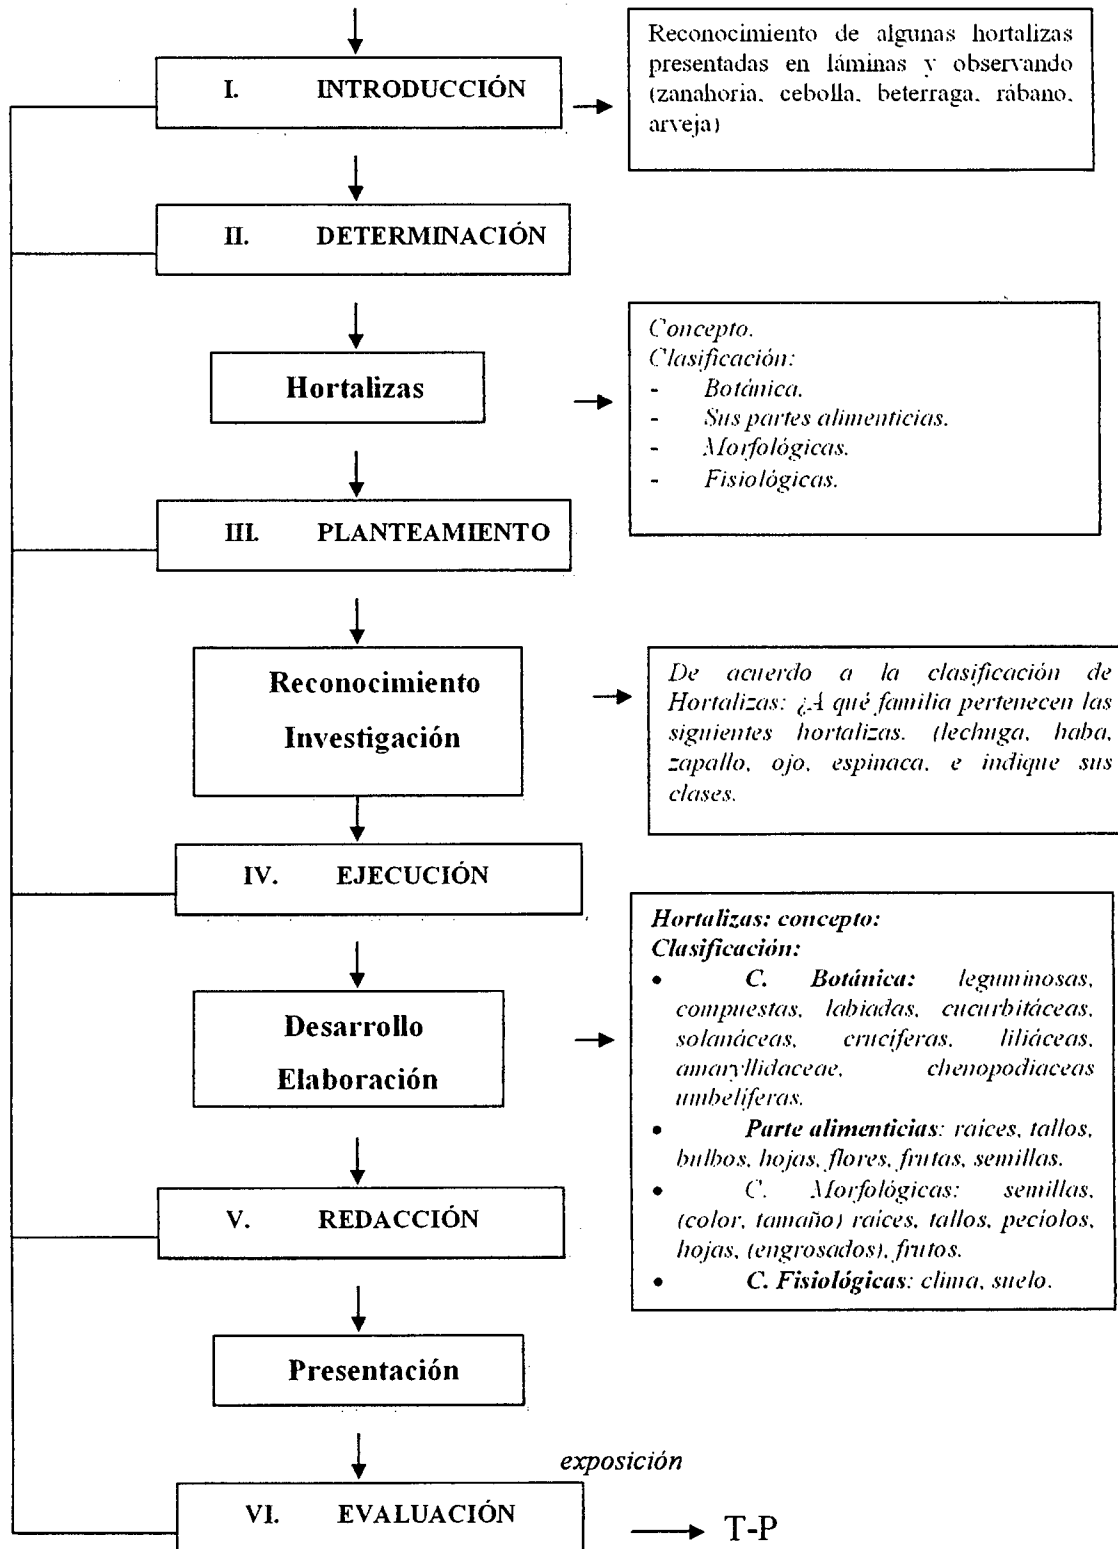 I. INTRODUCCIÓN
Reconocimiento de algunas hortalizas
presentadas en láminas y observando
(zanahoria, cebolla, beterraga, rábano,
arveja)
II. DETERMINACIÓN
Hortalizas
Concepto.
Clasificación:
- Botánica.
- Sus partes alimenticias.
- Morfológicas.
- Fisiológicas.
III. PLANTEAMIENTO
Reconocimiento
Investigación
De acuerdo a la clasificación de
Hortalizas: ¿A qué familia pertenecen las
siguientes hortalizas. (lechuga, haba,
zapallo, ojo, espinaca, e indique sus
clases.
IV. EJECUCIÓN
Desarrollo
Elaboración
Hortalizas: concepto:
Clasificación:
• C. Botánica: leguminosas,
compuestas, labiadas, cucurbitáceas,
solanáceas, crucíferas, liliáceas,
amaryllidaceae, chenopodiaceas
umbelíferas.
• Parte alimenticias: raíces, tallos,
bulbos, hojas, flores, frutas, semillas.
• C. Morfológicas: semillas,
(color, tamaño) raíces, tallos, pecíolos,
hojas, (engrosados), frutos.
• C. Fisiológicas: clima, suelo.
V. REDACCIÓN
Presentación
exposición
VI. EVALUACIÓN
T-P